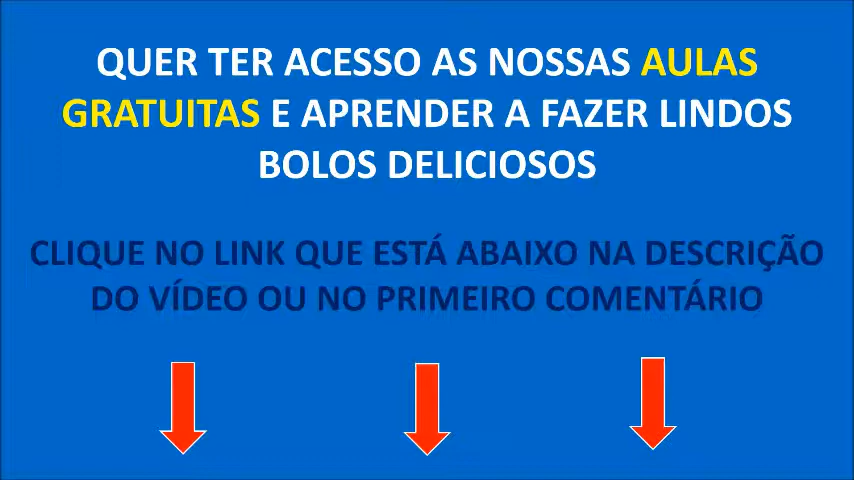 QUER TER ACESSO AS NOSSAS AULAS
GRATUITAS E APRENDER A FAZER LINDOS
BOLOS DELICIOSOS
CLIQUE NO LINK QUE ESTÁ ABAIXO NA DESCRIÇÃO
DO VÍDEO OU NO PRIMEIRO COMENTÁRIO